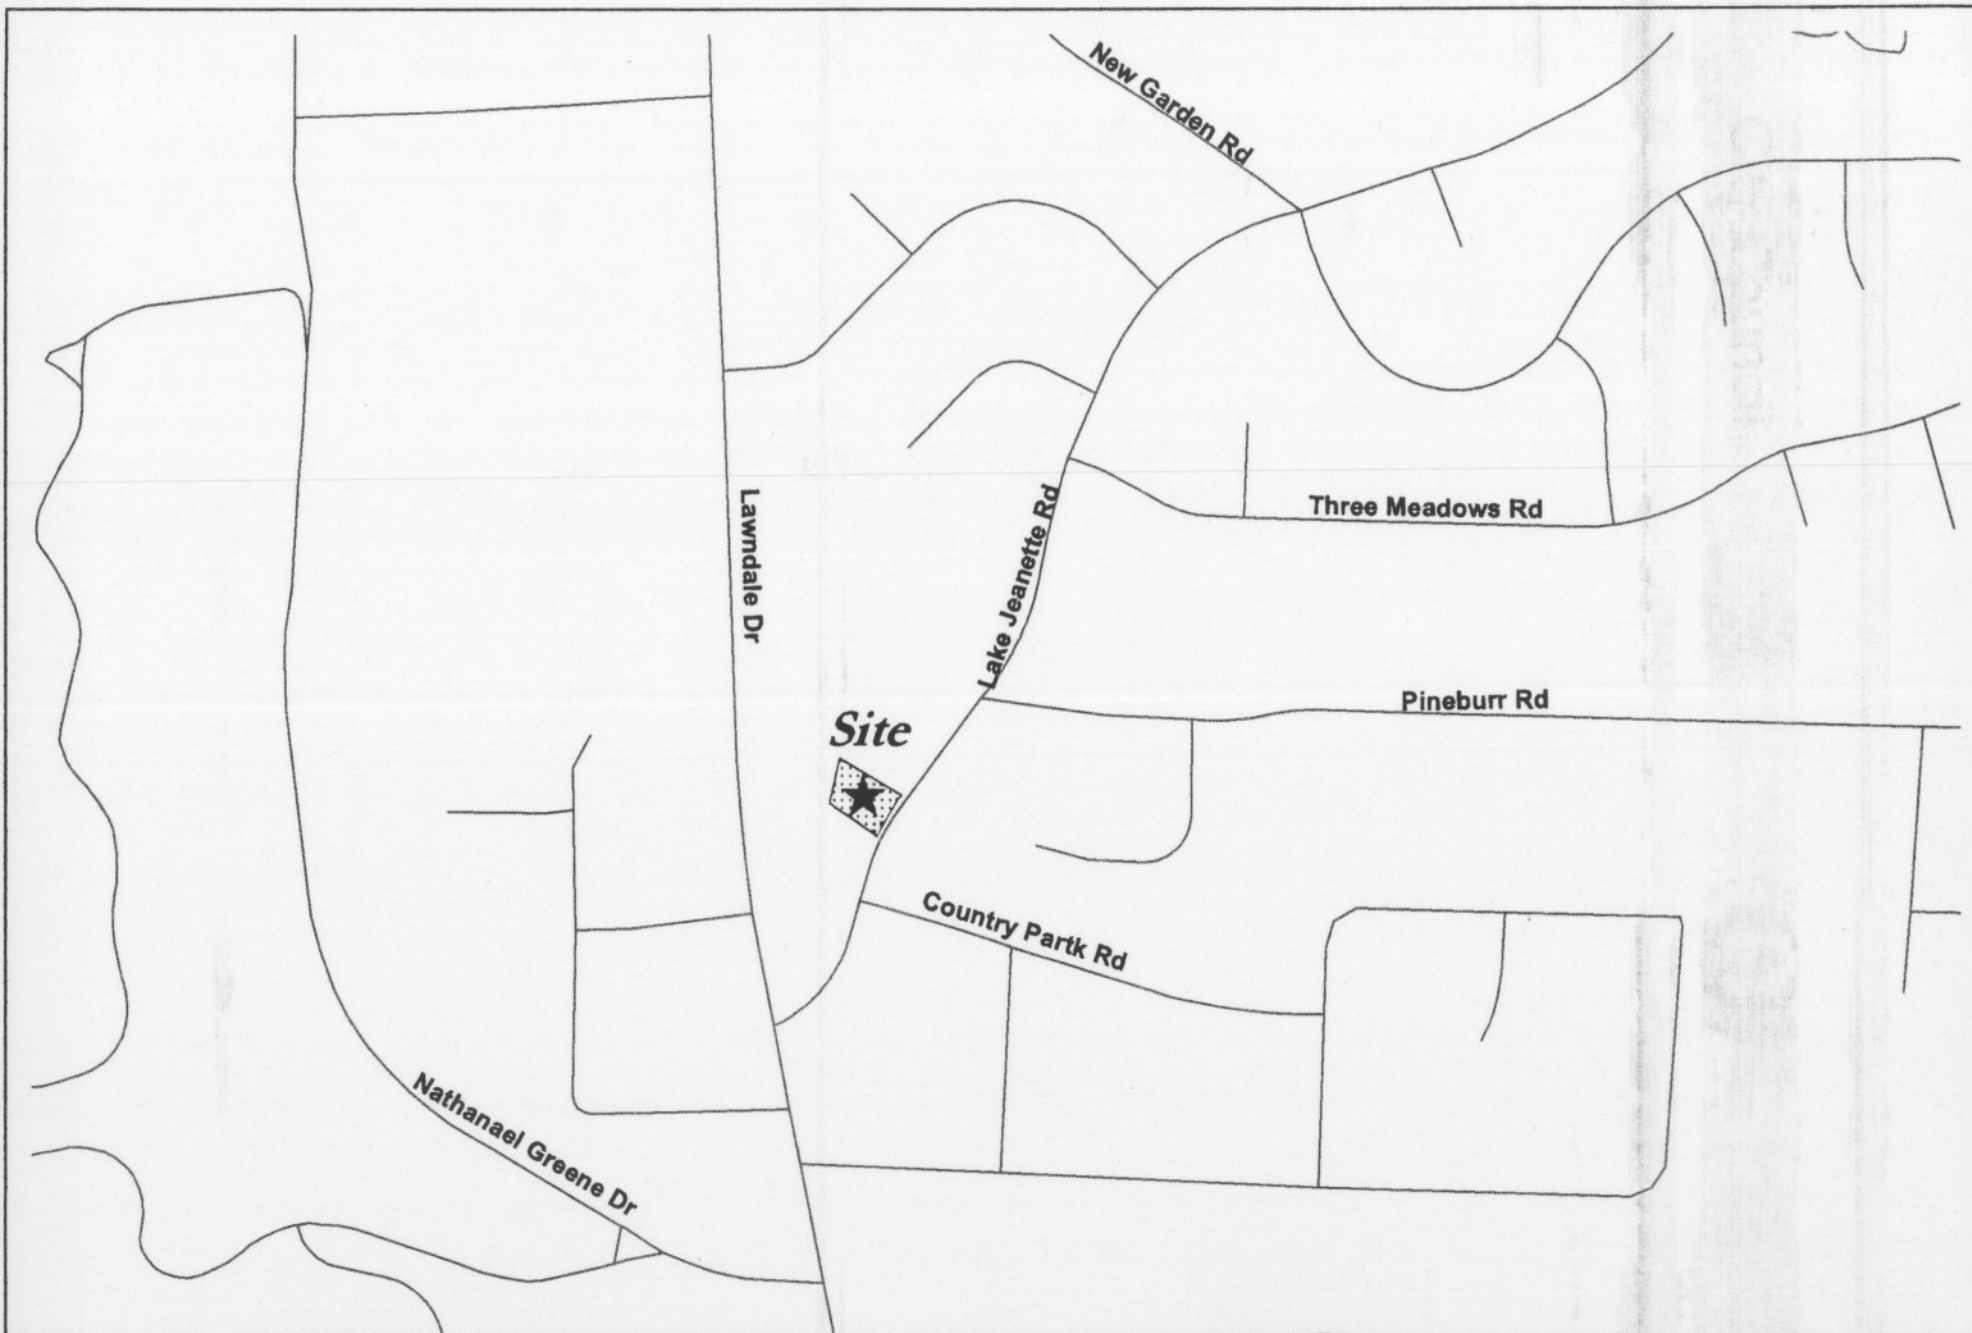 New Garden Rd
Lawndale Dr
Lake Jeanette Rd
Three Meadows Rd
Pineburr Rd
Site
Country Partk Rd
Nathanael Greene Dr